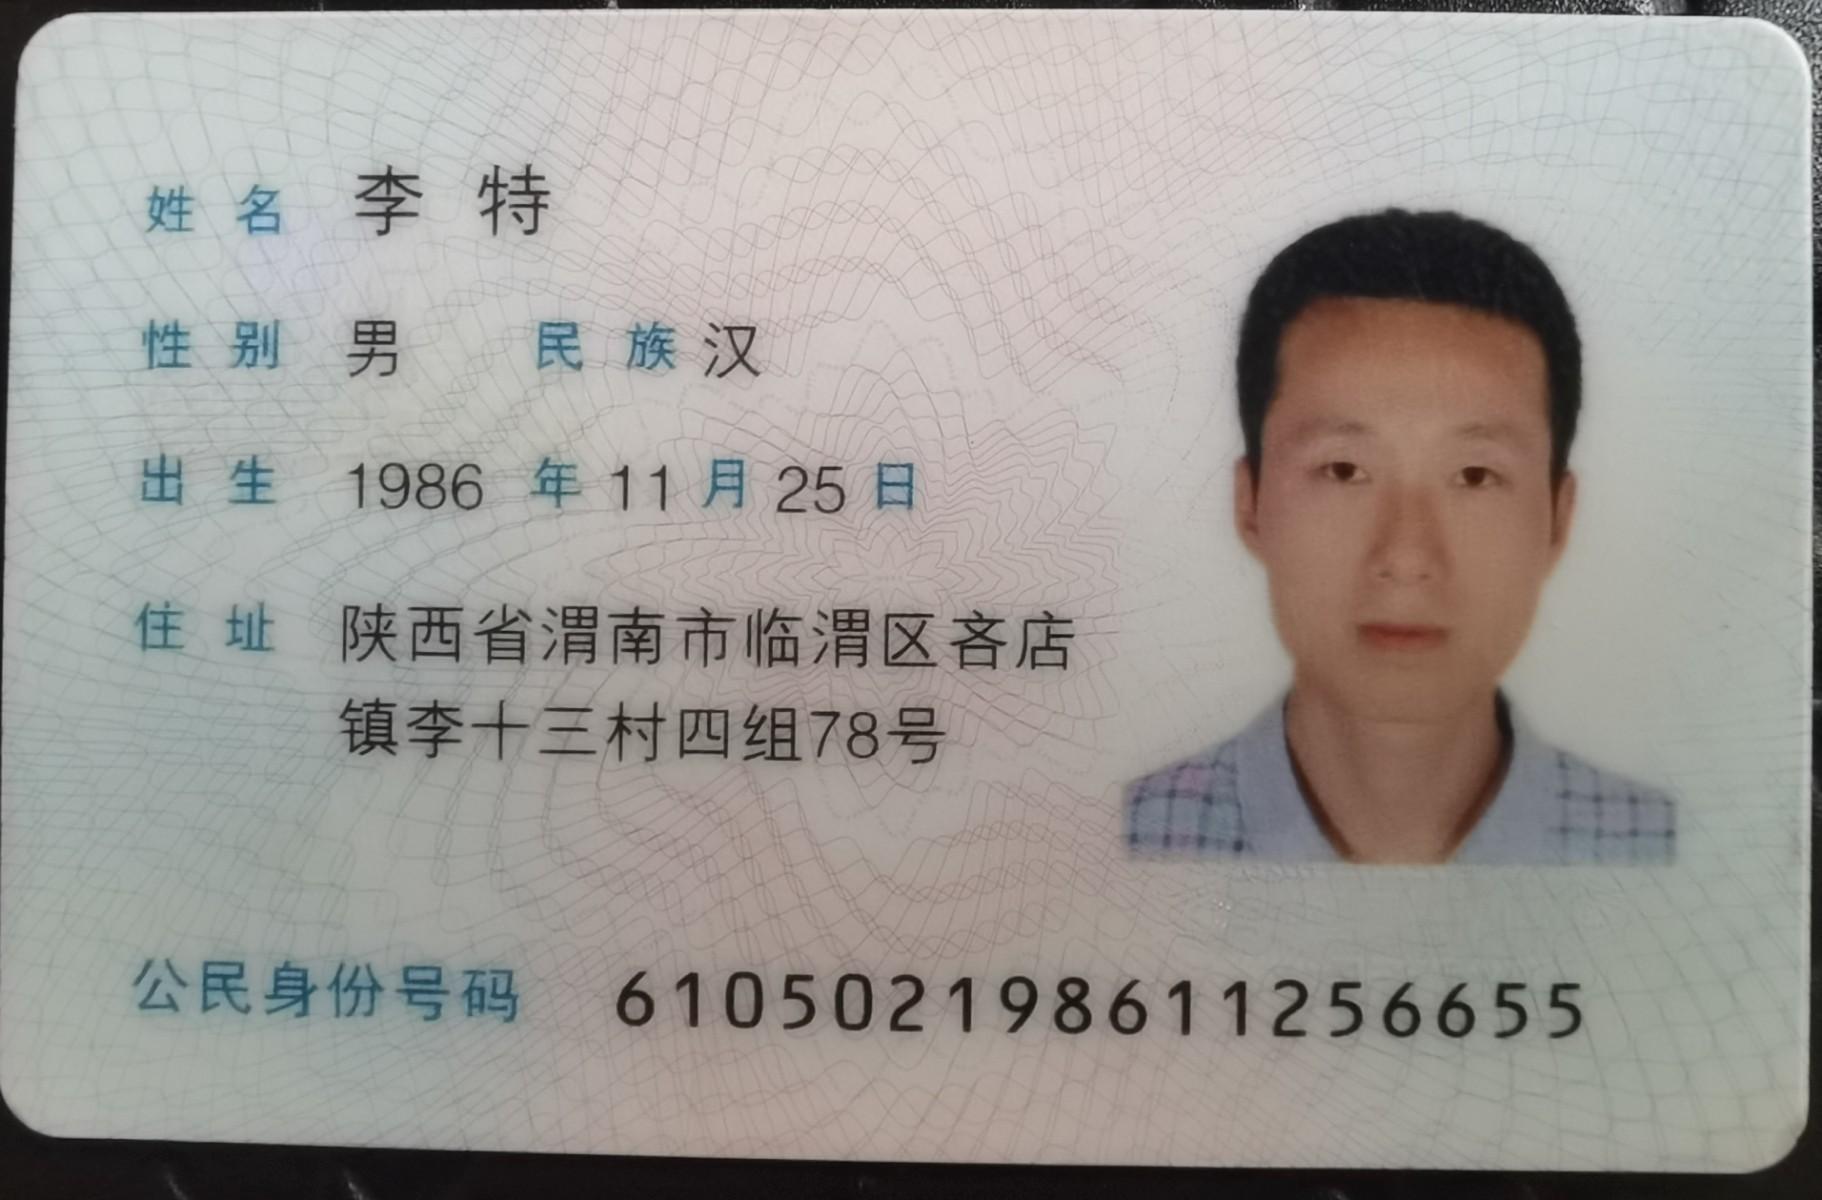 姓名 李特
性别 男 民族 汉
出生 1986 年 11 月 25 日
住址 陕西省渭南市临渭区吝店
镇李十三村四组78号
公民身份号码 610502198611256655